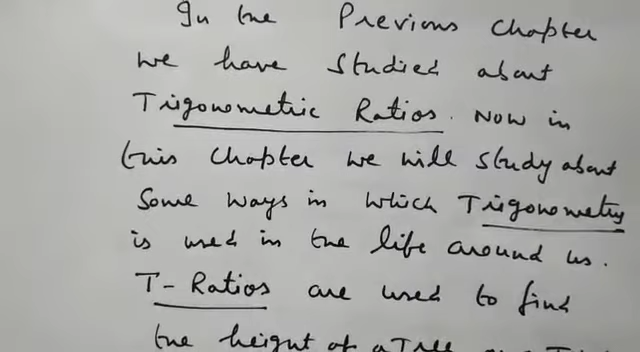 In the Previous Chapter
we have studied about
Trigonometric Ratios. Now in
this chapter we will study about
Some ways in which Trigonometry
is used in the life around us.
T-Ratios are used to find
the height of a Tree